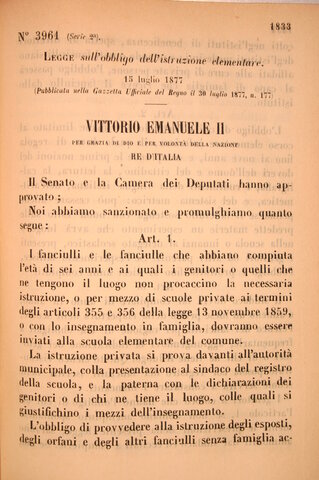 1833
N° 3961 (Serie 2ª).
LEGGE sull'obbligo dell'istruzione elementare.
15 luglio 1877
(Pubblicata nella Gazzetta Ufficiale del Regno il 30 luglio 1877, n. 177)
VITTORIO EMANUELE II
PER GRAZIA DI DIO E PER VOLONTÀ DELLA NAZIONE
RE D'ITALIA
Il Senato e la Camera dei Deputati hanno ap-
provato;
Noi abbiamo sanzionato e promulghiamo quanto
segue:
Art. 1.
I fanciulli e le fanciulle che abbiano compiuta
l'età di sei anni e ai quali i genitori o quelli che
ne tengono il luogo non procaccino la necessaria
istruzione, o per mezzo di scuole private ai termini
degli articoli 355 e 356 della legge 13 novembre 1859,
o con l'insegnamento in famiglia, dovranno essere
inviati alla scuola elementare del comune.
La istruzione privata si prova davanti all'autorità
municipale, colla presentazione al sindaco del registro
della scuola, e la paterna con le dichiarazioni dei
genitori o di chi ne tiene il luogo, colle quali si
giustifichino i mezzi dell'insegnamento.
L'obbligo di provvedere alla istruzione degli esposti,
degli orfani e degli altri fanciulli senza famiglia ac-